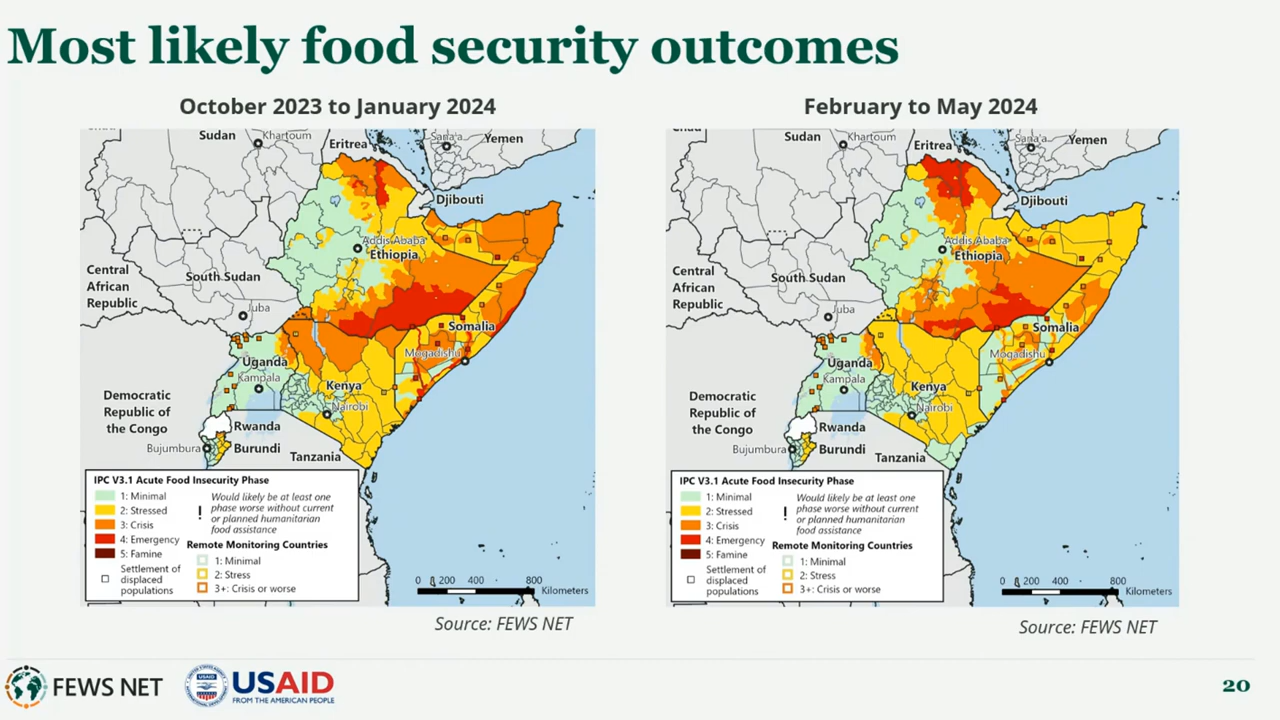 Most likely food security outcomes
October 2023 to January 2024
Sudan
Khartoum
Eritrea
Sana'a
Yemen
Djibouti
Addis Ababa
Ethiopia
Central
African
Republic
South Sudan
Juba
Somalia
Mogadishu
Uganda
Kampala
Kenya
Nairobi
Democratic
Republic of
the Congo
Rwanda
Bujumbura
Burundi
Tanzania
IPC V3.1 Acute Food Insecurity Phase
1: Minimal
2: Stressed
3: Crisis
4: Emergency
5: Famine
Settlement of
displaced
populations
!
Would likely be at least one
phase worse without current
or planned humanitarian
food assistance
Remote Monitoring Countries
1: Minimal
2: Stress
3+: Crisis or worse
0 200 400 800
Kilometers
Source: FEWS NET
February to May 2024
Sudan
Khartoum
Eritrea
Sana'a
Yemen
Djibouti
Addis Ababa
Ethiopia
Central
African
Republic
South Sudan
Juba
Somalia
Mogadishu
Uganda
Kampala
Kenya
Nairobi
Democratic
Republic of
the Congo
Rwanda
Bujumbura
Burundi
Tanzania
IPC V3.1 Acute Food Insecurity Phase
1: Minimal
2: Stressed
3: Crisis
4: Emergency
5: Famine
Settlement of
displaced
populations
!
Would likely be at least one
phase worse without current
or planned humanitarian
food assistance
Remote Monitoring Countries
1: Minimal
2: Stress
3+: Crisis or worse
0 200 400 800
Kilometers
Source: FEWS NET
FEWS NET
USAID
FROM THE AMERICAN PEOPLE
20